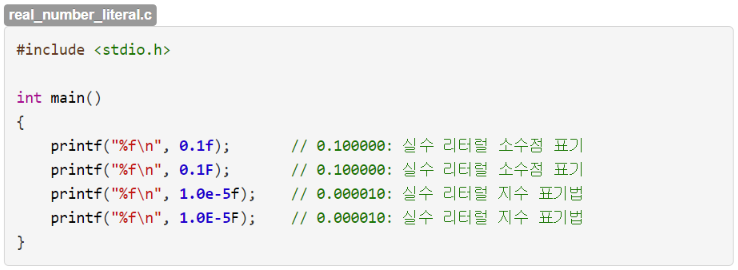 real_number_literal.c
#include <stdio.h>
int main()
{
    printf("%f\n", 0.1f);       // 0.100000: 실수 리터럴 소수점 표기
    printf("%f\n", 0.1F);       // 0.100000: 실수 리터럴 소수점 표기
    printf("%f\n", 1.0e-5f);    // 0.000010: 실수 리터럴 지수 표기법
    printf("%f\n", 1.0E-5F);    // 0.000010: 실수 리터럴 지수 표기법
}